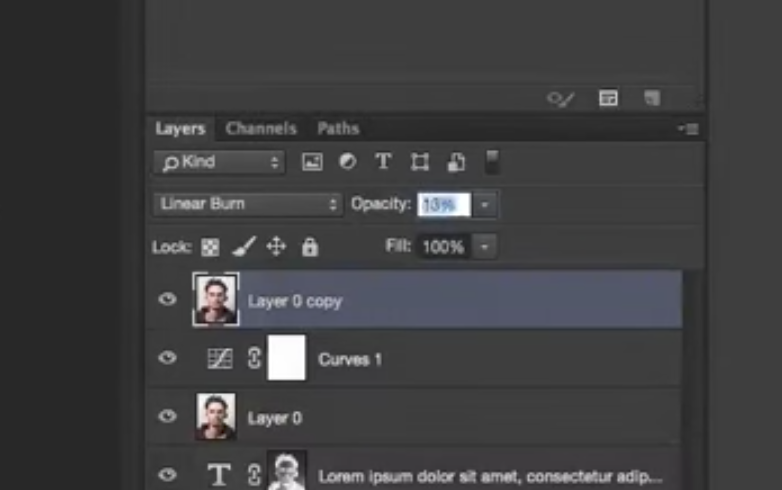 Layers Channels Paths
Kind
Linear Burn Opacity:
Lock: Fill: 100%
Layer 0 copy
Curves 1
Layer 0
T Lorem ipsum dolor sit amet, consectetur adip...